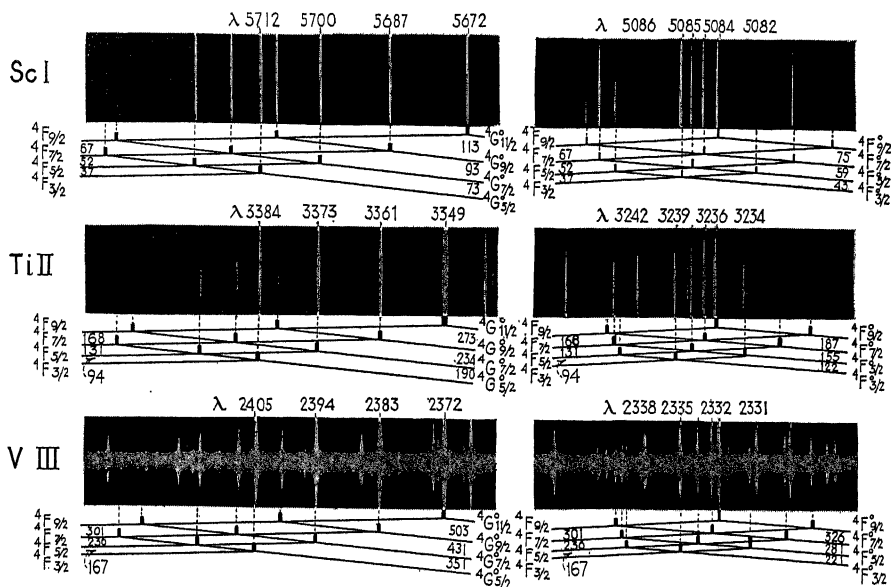 λ 5712 5700 5687 5672
λ 5086 5085 5084 5082
Sc I
⁴F9/2 ⁴G°11/2
67 113
⁴F7/2 ⁴G°9/2
52 93
⁴F5/2 ⁴G°7/2
37 73
⁴F3/2 ⁴G°5/2
⁴F9/2 ⁴F°9/2
67 75
⁴F7/2 ⁴F°7/2
52 59
⁴F5/2 ⁴F°3/2
37 43
⁴F3/2 ⁴F°3/2
λ 3384 3373 3361 3349
λ 3242 3239 3236 3234
Ti II
⁴F9/2 ⁴G°11/2
168 273
⁴F7/2 ⁴G°9/2
131 234
⁴F5/2 ⁴G°7/2
94 190
⁴F3/2 ⁴G°5/2
⁴F9/2 ⁴F°9/2
168 187
⁴F7/2 ⁴F°7/2
131 155
⁴F5/2 ⁴F°3/2
94 122
⁴F3/2 ⁴F°3/2
λ 2405 2394 2383 2372
λ 2338 2335 2332 2331
V III
⁴F9/2 ⁴G°11/2
301 503
⁴F7/2 ⁴G°9/2
236 431
⁴F5/2 ⁴G°7/2
167 351
⁴F3/2 ⁴G°5/2
⁴F9/2 ⁴F°9/2
301 326
⁴F7/2 ⁴F°7/2
236 281
⁴F5/2 ⁴F°3/2
167 221
⁴F3/2 ⁴F°3/2